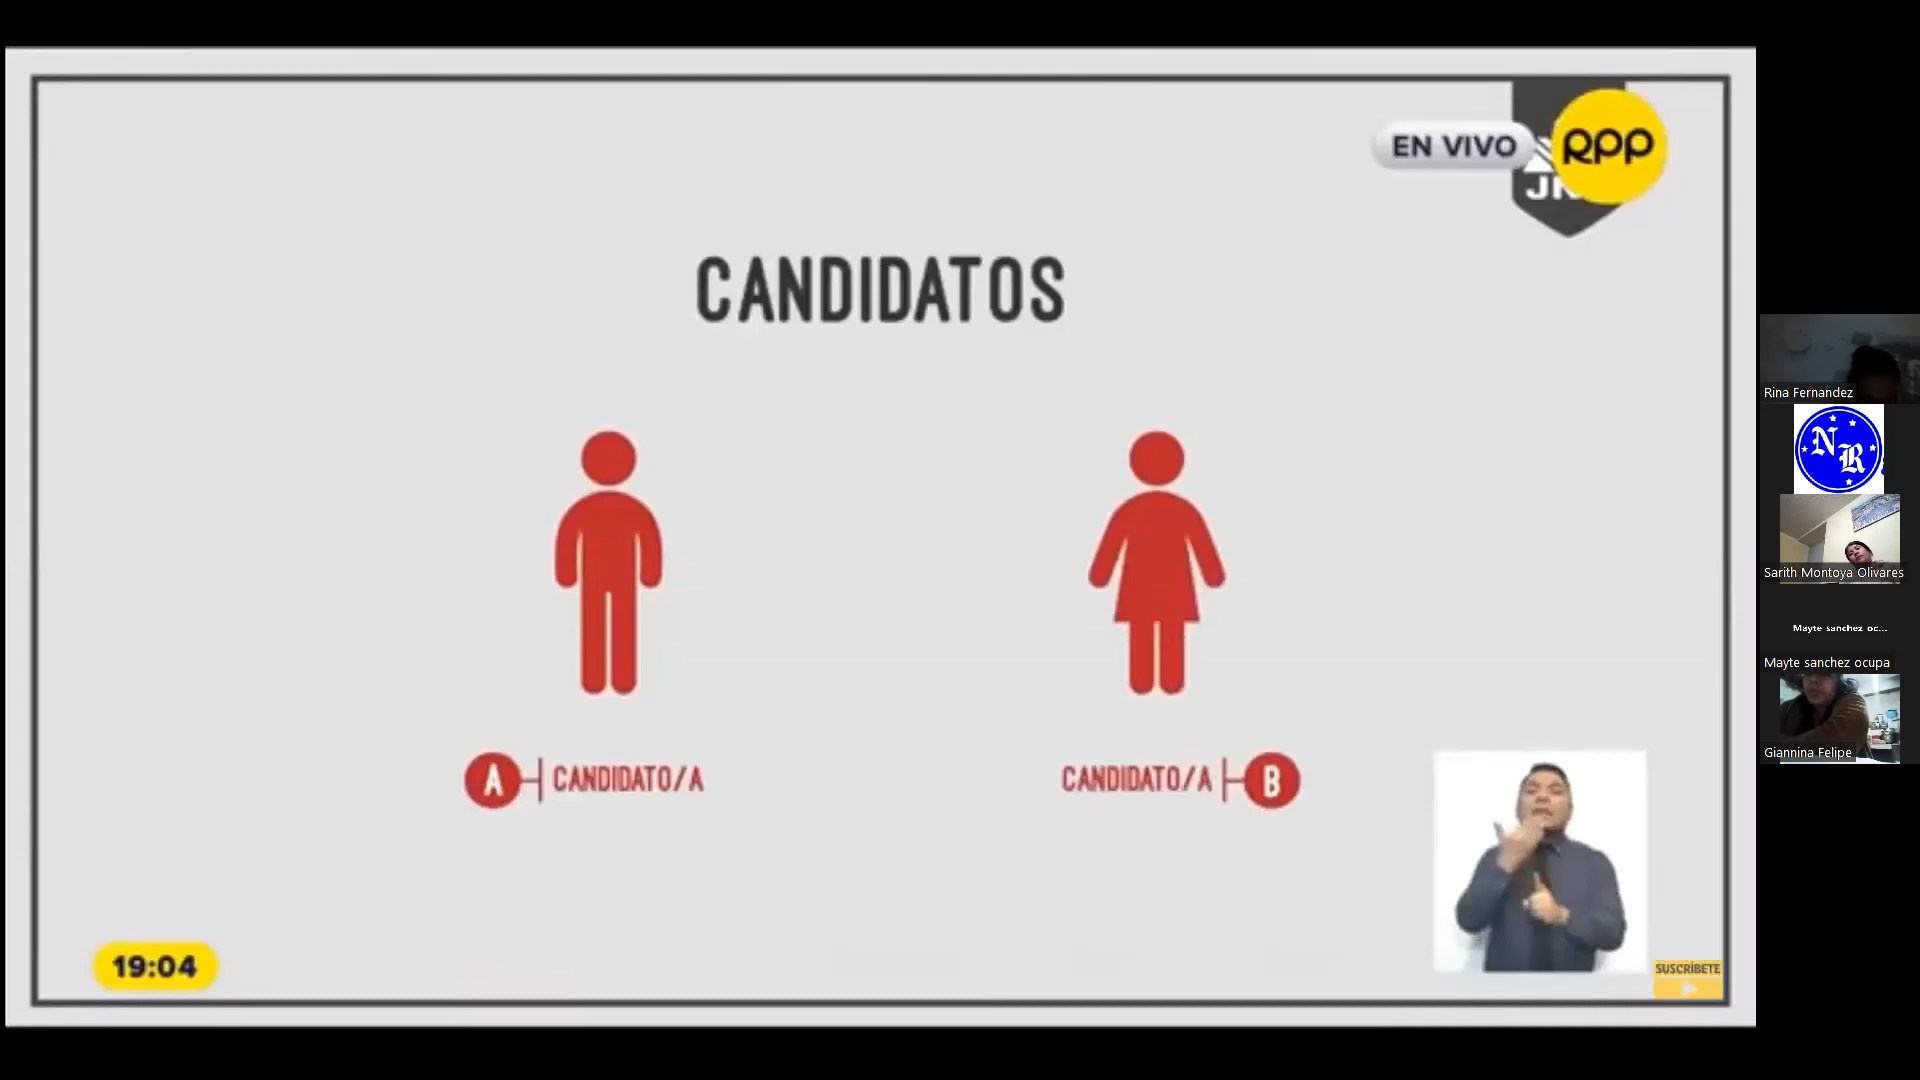 EN VIVO
RPP
CANDIDATOS
A
CANDIDATO/A
CANDIDATO/A
B
19:04
SUSCRÍBETE
Rina Fernandez
N
R
Sarith Montoya Olivares
Mayte sanchez oc...
Mayte sanchez ocupa
Giannina Felipe